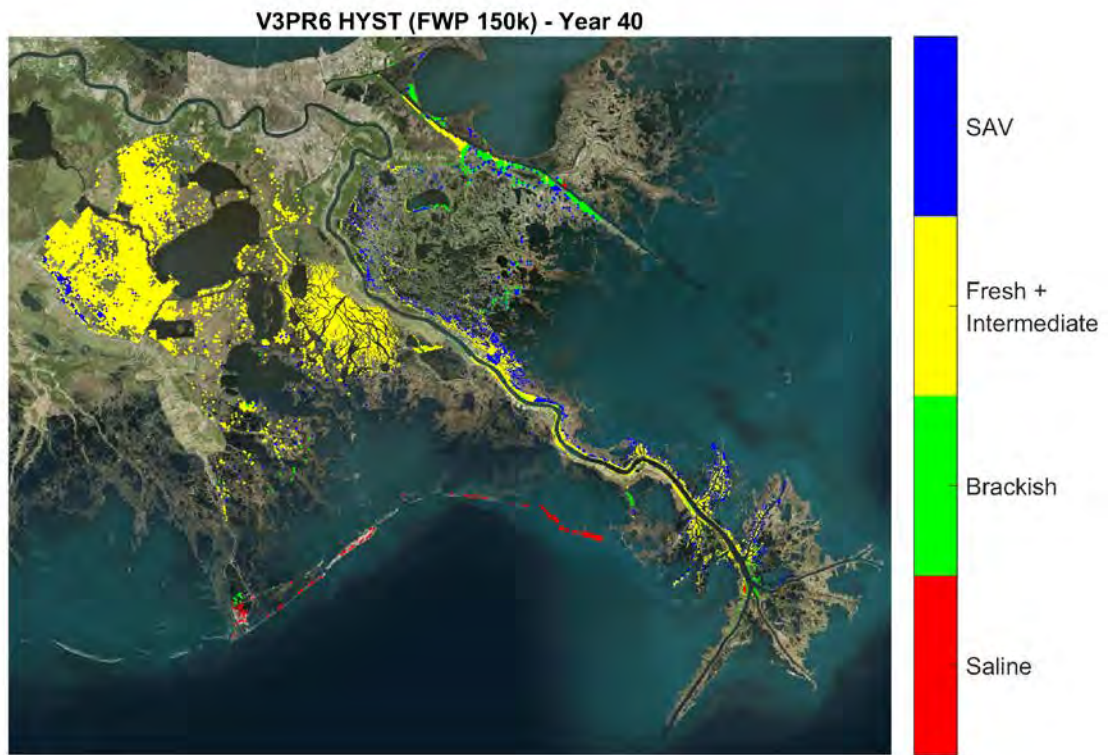 V3PR6 HYST (FWP 150k) - Year 40
SAV
Fresh +
Intermediate
Brackish
Saline